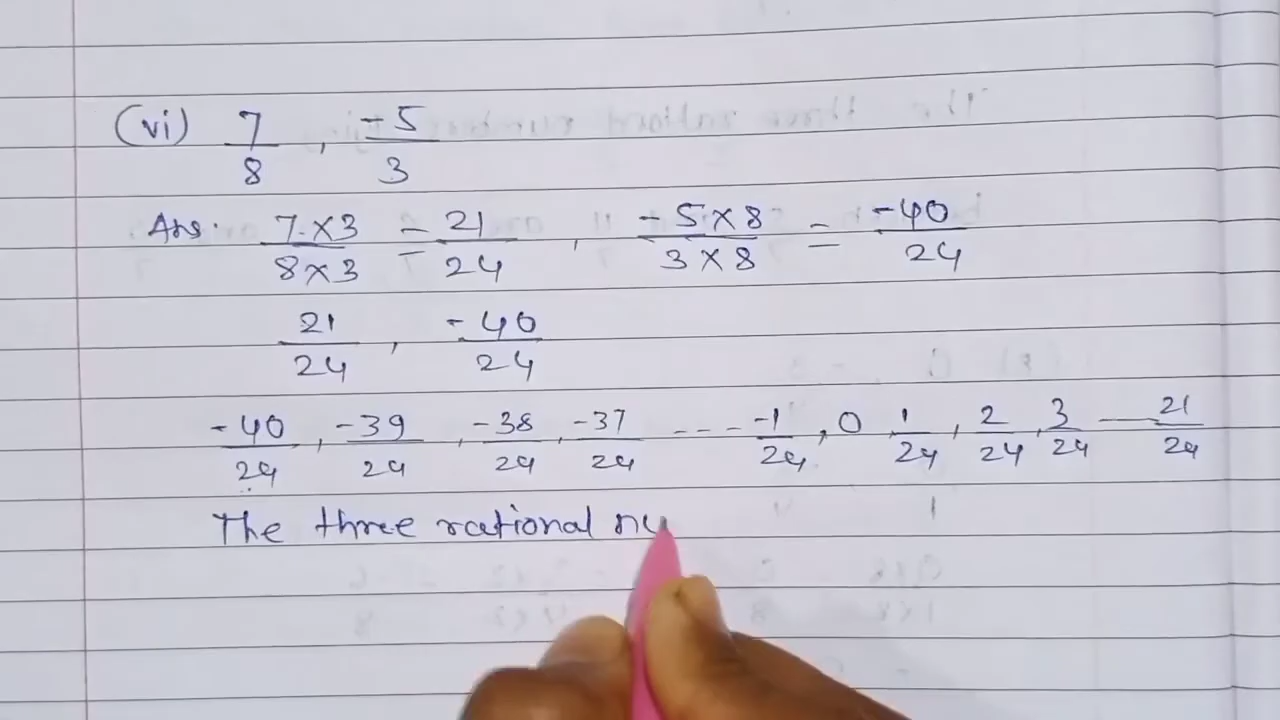 (vi) 7/8 , -5/3
Ans: 7×3/8×3 = 21/24 , -5×8/3×8 = -40/24
21/24 , -40/24
-40/24 , -39/24 , -38/24 , -37/24 --- -1/24 , 0 , 1/24 , 2/24 , 3/24 — 21/24
The three rational nu